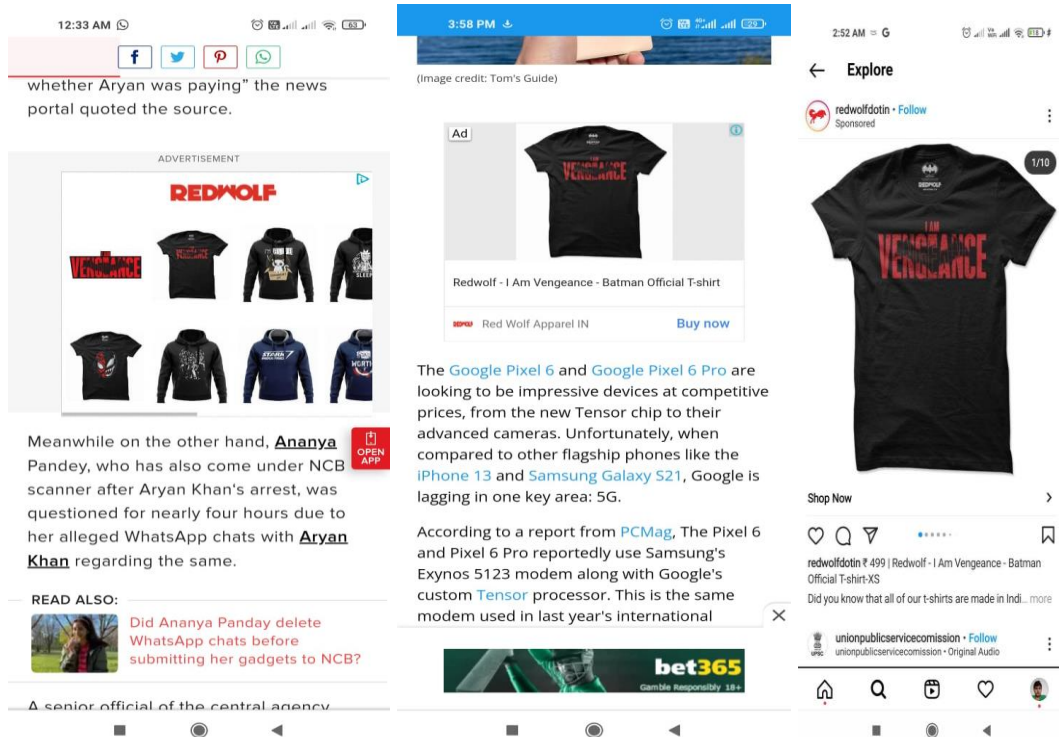 12:33 AM
63
whether Aryan was paying” the news
portal quoted the source.
ADVERTISEMENT
REDWOLF
I AM
VENGEANCE
STARK 7
Meanwhile on the other hand, Ananya
Pandey, who has also come under NCB
scanner after Aryan Khan's arrest, was
questioned for nearly four hours due to
her alleged WhatsApp chats with Aryan
Khan regarding the same.
OPEN
APP
READ ALSO:
Did Ananya Panday delete
WhatsApp chats before
submitting her gadgets to NCB?
A senior official of the central agency
3:58 PM
29
(Image credit: Tom's Guide)
Ad
I AM
VENGEANCE
Redwolf - I Am Vengeance - Batman Official T-shirt
REDWOLF
Red Wolf Apparel IN
Buy now
The Google Pixel 6 and Google Pixel 6 Pro are
looking to be impressive devices at competitive
prices, from the new Tensor chip to their
advanced cameras. Unfortunately, when
compared to other flagship phones like the
iPhone 13 and Samsung Galaxy S21, Google is
lagging in one key area: 5G.
According to a report from PCMag, The Pixel 6
and Pixel 6 Pro reportedly use Samsung's
Exynos 5123 modem along with Google's
custom Tensor processor. This is the same
modem used in last year's international
bet365
Gamble Responsibly 18+
2:52 AM G
Explore
redwolfdotin • Follow
Sponsored
1/10
REDWOLF
I AM
VENGEANCE
Shop Now
redwolfdotin ₹ 499 | Redwolf - I Am Vengeance - Batman
Official T-shirt-XS
Did you know that all of our t-shirts are made in Indi... more
UPSC
unionpublicservicecomission • Follow
unionpublicservicecomission • Original Audio